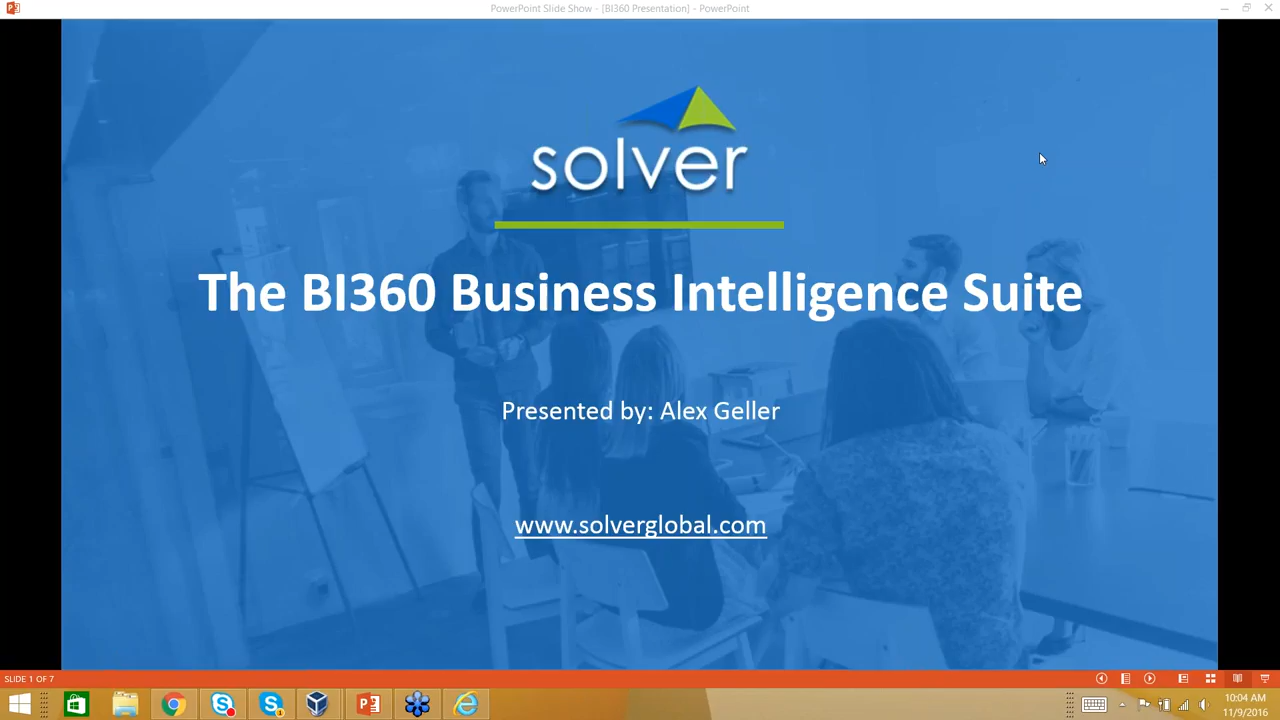 PowerPoint Slide Show - [BI360 Presentation] - PowerPoint
solver
The BI360 Business Intelligence Suite
Presented by: Alex Geller
www.solverglobal.com
SLIDE 1 OF 7
10:04 AM
11/9/2016